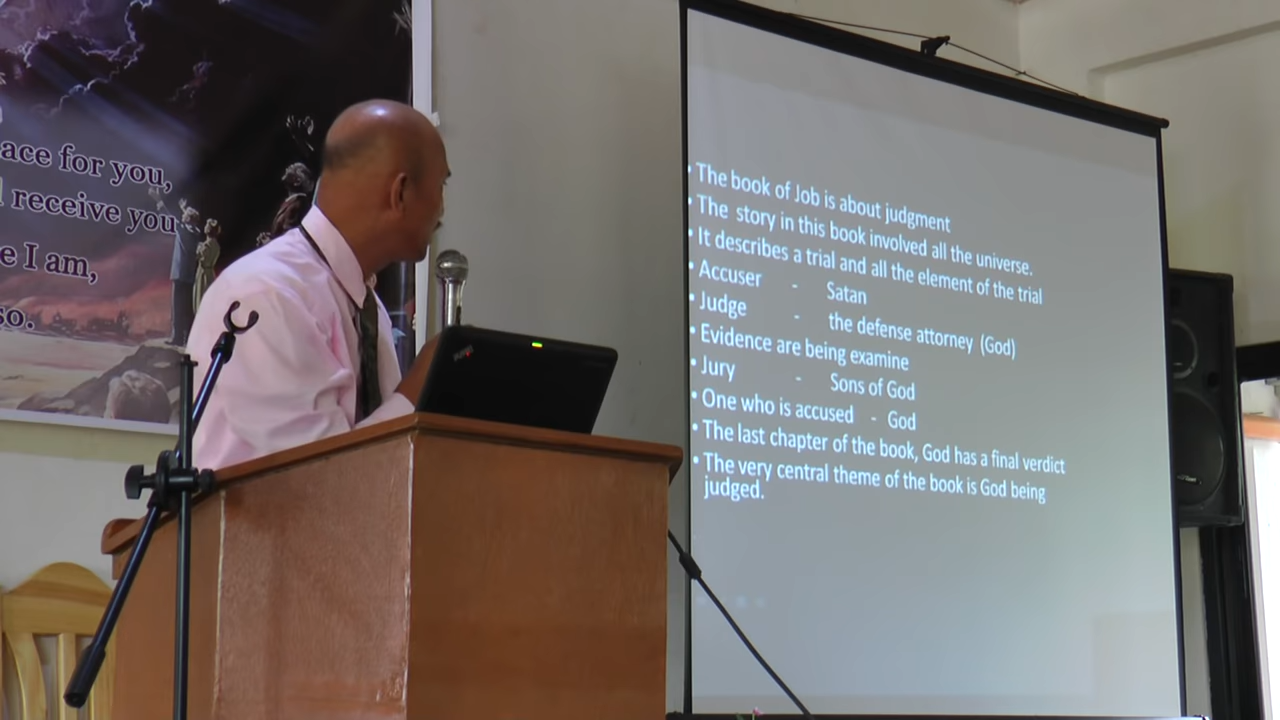 ace for you,
receive you
e I am,
so.
• The book of Job is about judgment
• The story in this book involved all the universe.
• It describes a trial and all the element of the trial
• Accuser - Satan
• Judge - the defense attorney (God)
• Evidence are being examine
• Jury - Sons of God
• One who is accused - God
• The last chapter of the book, God has a final verdict
• The very central theme of the book is God being
judged.